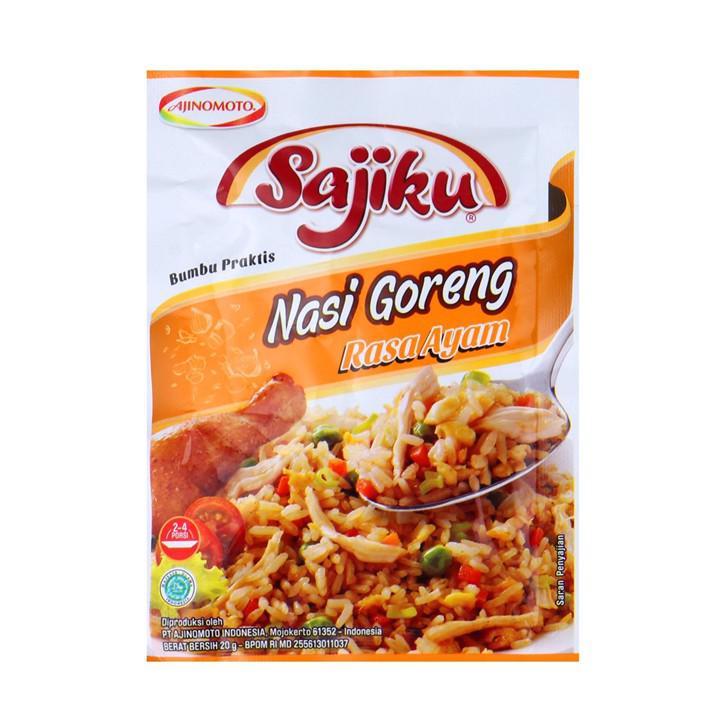 AJINOMOTO®
Sajiku®
Bumbu Praktis
Nasi Goreng
Rasa Ayam
2-4
PORSI
Saran Penyajian
Diproduksi oleh
PT AJINOMOTO INDONESIA, Mojokerto 61352 - Indonesia
BERAT BERSIH 20 g - BPOM RI MD 255613011037